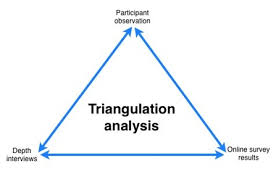 Participant
observation
Triangulation
analysis
Depth
interviews
Online survey
results